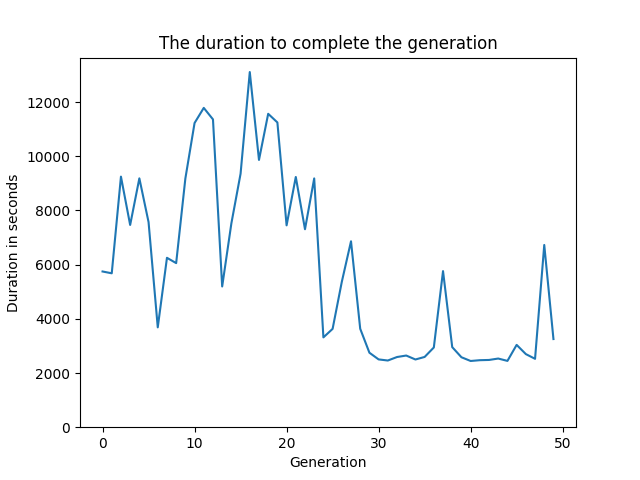 The duration to complete the generation
12000
10000
8000
6000
4000
2000
0
Duration in seconds
0 10 20 30 40 50
Generation